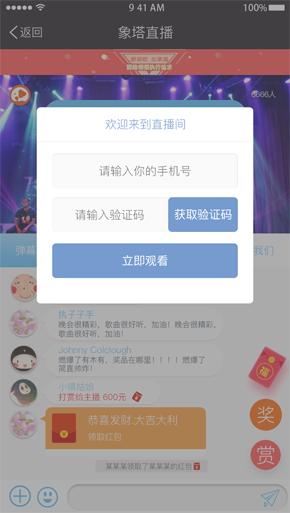 9 41 AM
100%
返回
象塔直播
6666人
欢迎来到直播间
请输入你的手机号
请输入验证码
获取验证码
立即观看
弹幕
我们
执子子手
晚会很精彩，歌曲很好听、加油！晚会很精彩，
歌曲很好听、加油！
Johnny Colclough
燃爆了有木有，奖品在哪里！！！！燃爆了
简直帅炸！
小猫姑娘
打赏给主播 600元
恭喜发财,大吉大利
领取红包
某某某领取了某某某的红包
福
奖
赏